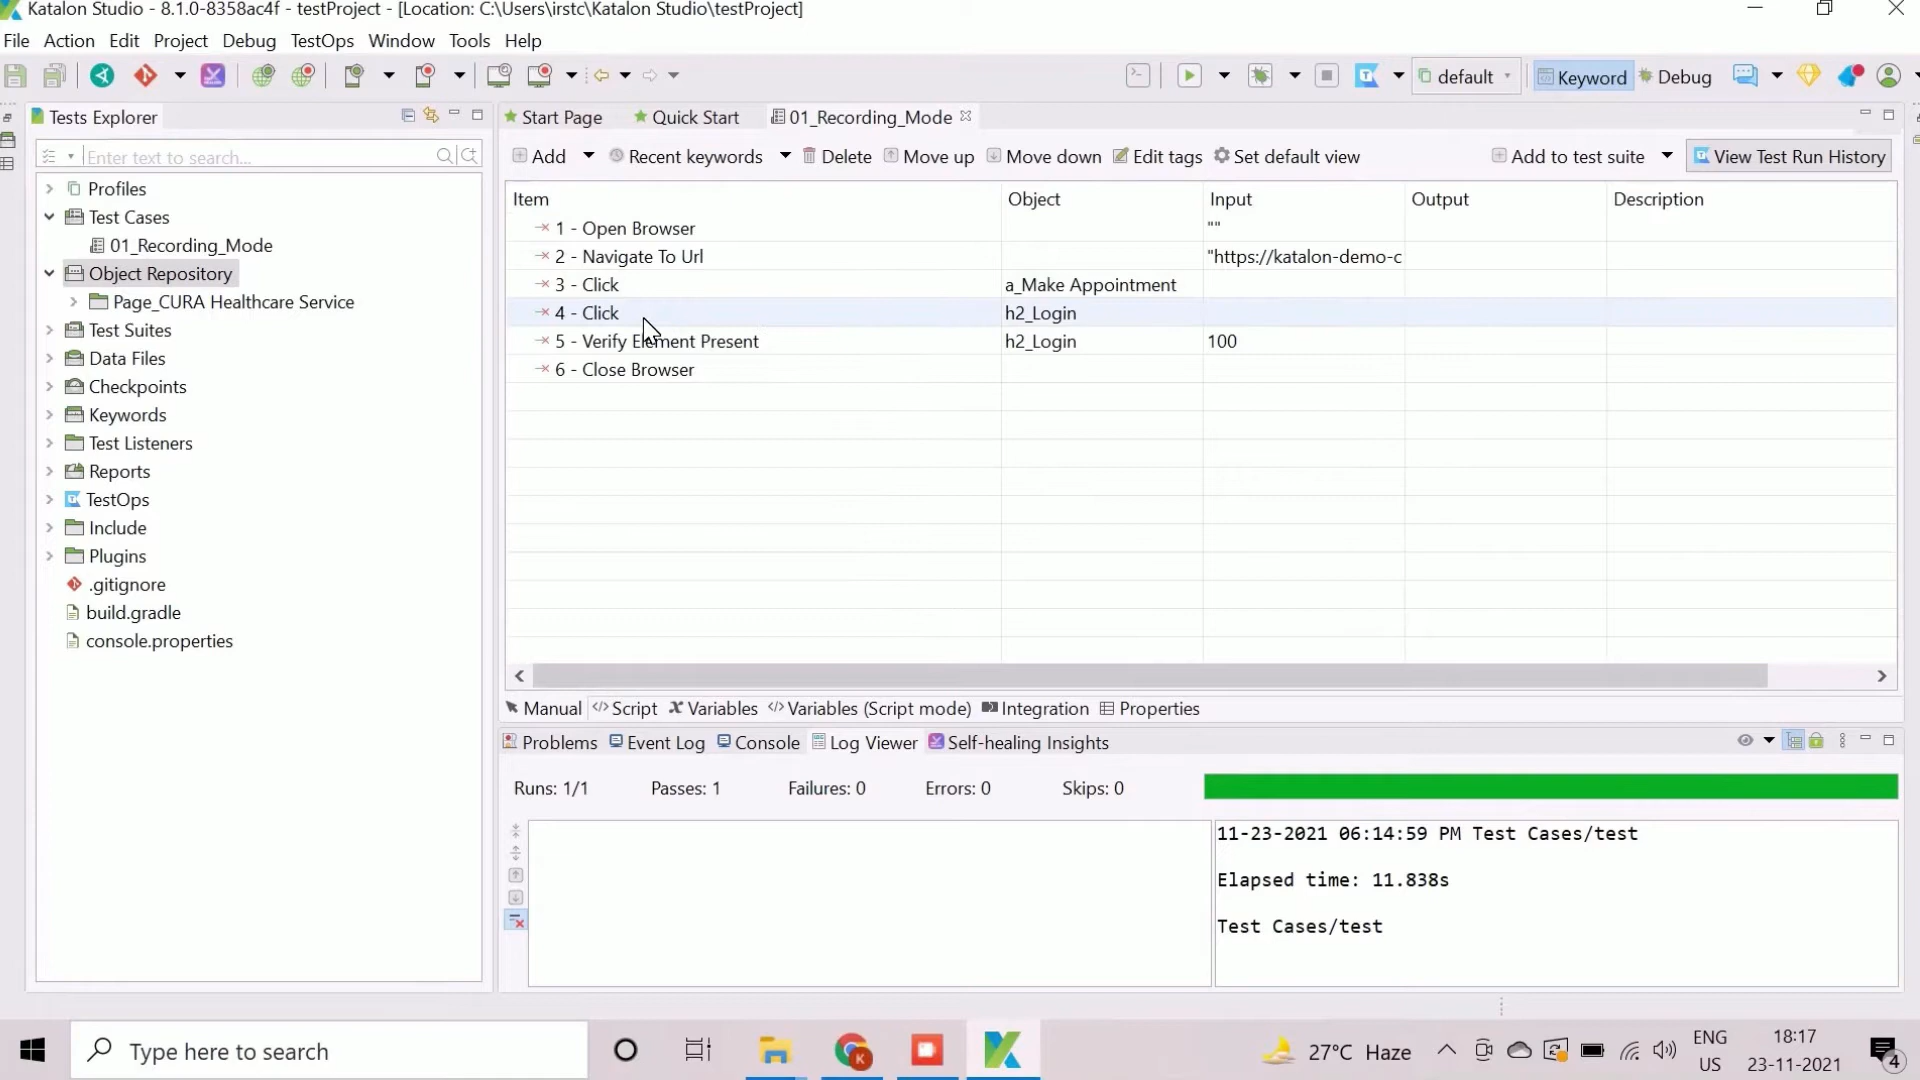 Katalon Studio - 8.1.0-8358ac4f - testProject - [Location: C:\Users\irstc\Katalon Studio\testProject]
File Action Edit Project Debug TestOps Window Tools Help
default Keyword Debug
Tests Explorer
Start Page Quick Start 01_Recording_Mode
Enter text to search...
Add Recent keywords Delete Move up Move down Edit tags Set default view Add to test suite View Test Run History
Profiles
Test Cases
01_Recording_Mode
Object Repository
Page_CURA Healthcare Service
Test Suites
Data Files
Checkpoints
Keywords
Test Listeners
Reports
TestOps
Include
Plugins
.gitignore
build.gradle
console.properties
Item Object Input Output Description
1 - Open Browser ""
2 - Navigate To Url "https://katalon-demo-c
3 - Click a_Make Appointment
4 - Click h2_Login
5 - Verify Element Present h2_Login 100
6 - Close Browser
Manual Script Variables Variables (Script mode) Integration Properties
Problems Event Log Console Log Viewer Self-healing Insights
Runs: 1/1 Passes: 1 Failures: 0 Errors: 0 Skips: 0
11-23-2021 06:14:59 PM Test Cases/test
Elapsed time: 11.838s
Test Cases/test
Type here to search
27°C Haze
ENG
US
18:17
23-11-2021
4